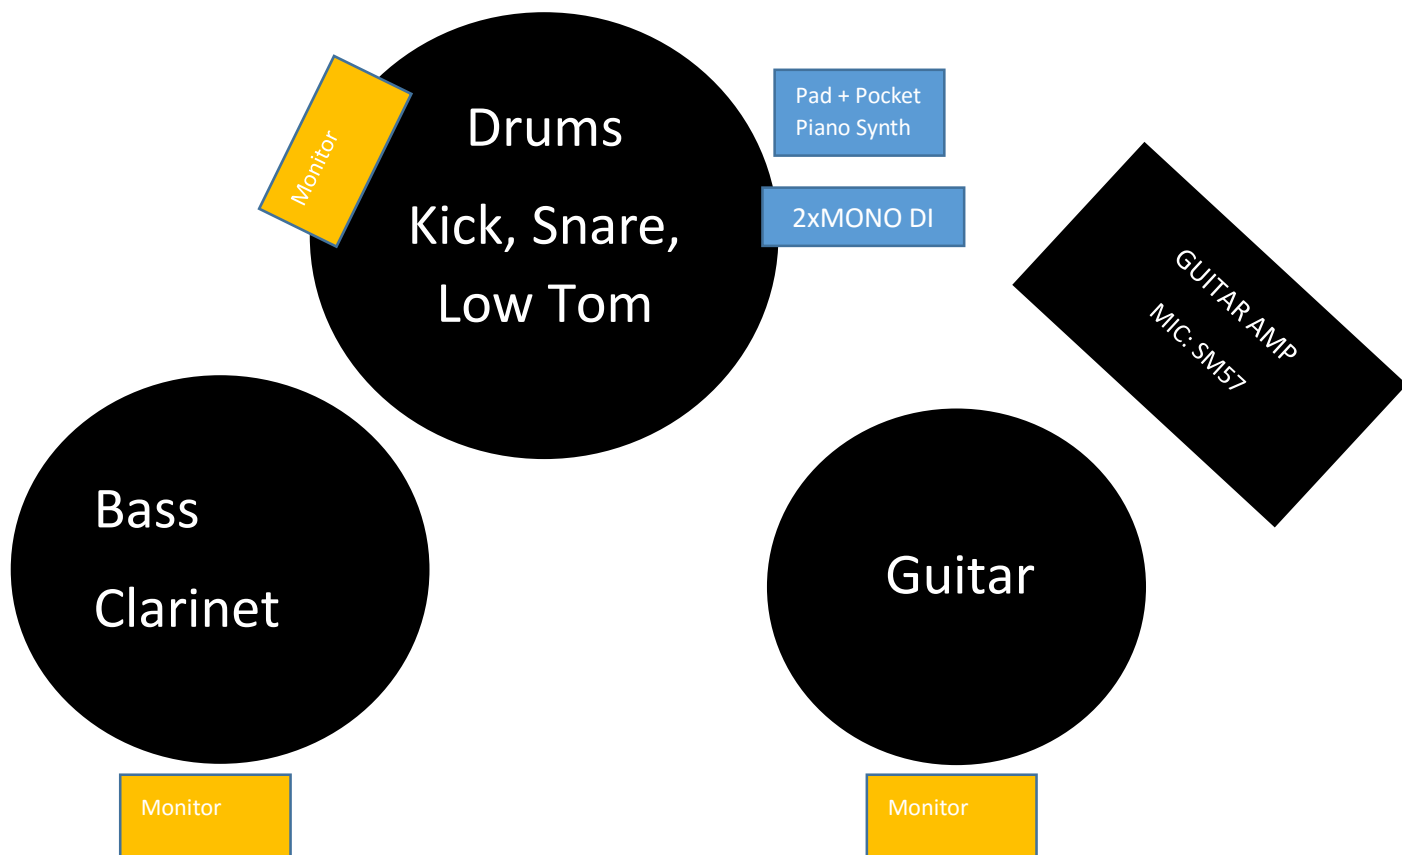 Drums
Kick, Snare,
Low Tom
Monitor
Pad + Pocket
Piano Synth
2xMONO DI
GUITAR AMP
MIC: SM57
Bass
Clarinet
Guitar
Monitor
Monitor